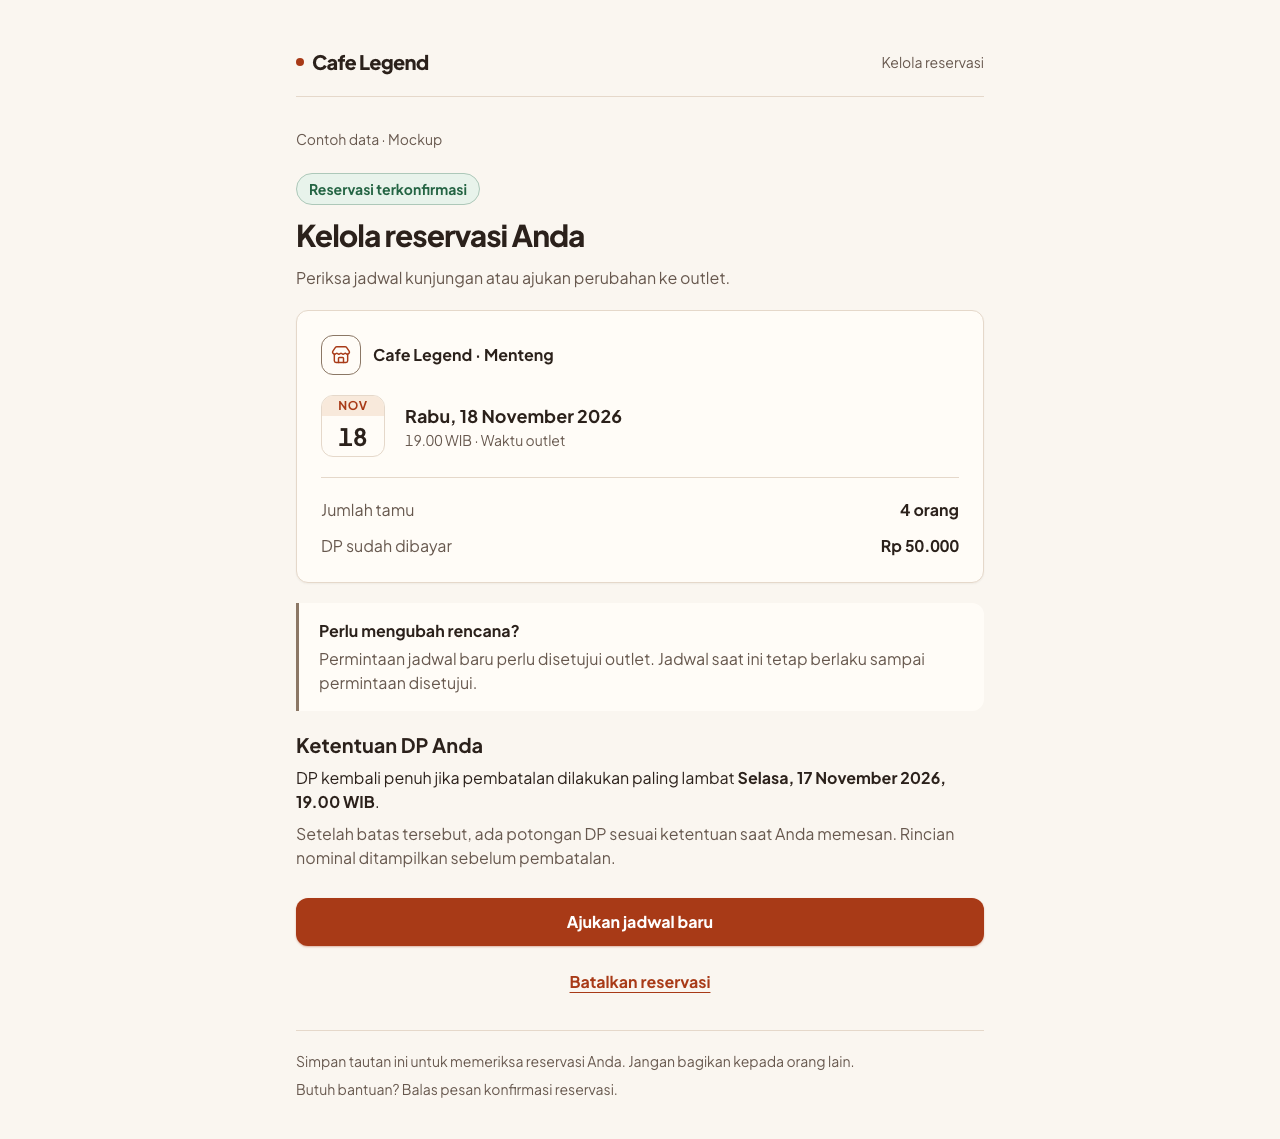 Cafe Legend
Kelola reservasi
Contoh data · Mockup
Reservasi terkonfirmasi
Kelola reservasi Anda
Periksa jadwal kunjungan atau ajukan perubahan ke outlet.
Cafe Legend · Menteng
NOV
18
Rabu, 18 November 2026
19.00 WIB · Waktu outlet
Jumlah tamu
4 orang
DP sudah dibayar
Rp 50.000
Perlu mengubah rencana?
Permintaan jadwal baru perlu disetujui outlet. Jadwal saat ini tetap berlaku sampai
permintaan disetujui.
Ketentuan DP Anda
DP kembali penuh jika pembatalan dilakukan paling lambat Selasa, 17 November 2026,
19.00 WIB.
Setelah batas tersebut, ada potongan DP sesuai ketentuan saat Anda memesan. Rincian
nominal ditampilkan sebelum pembatalan.
Ajukan jadwal baru
Batalkan reservasi
Simpan tautan ini untuk memeriksa reservasi Anda. Jangan bagikan kepada orang lain.
Butuh bantuan? Balas pesan konfirmasi reservasi.